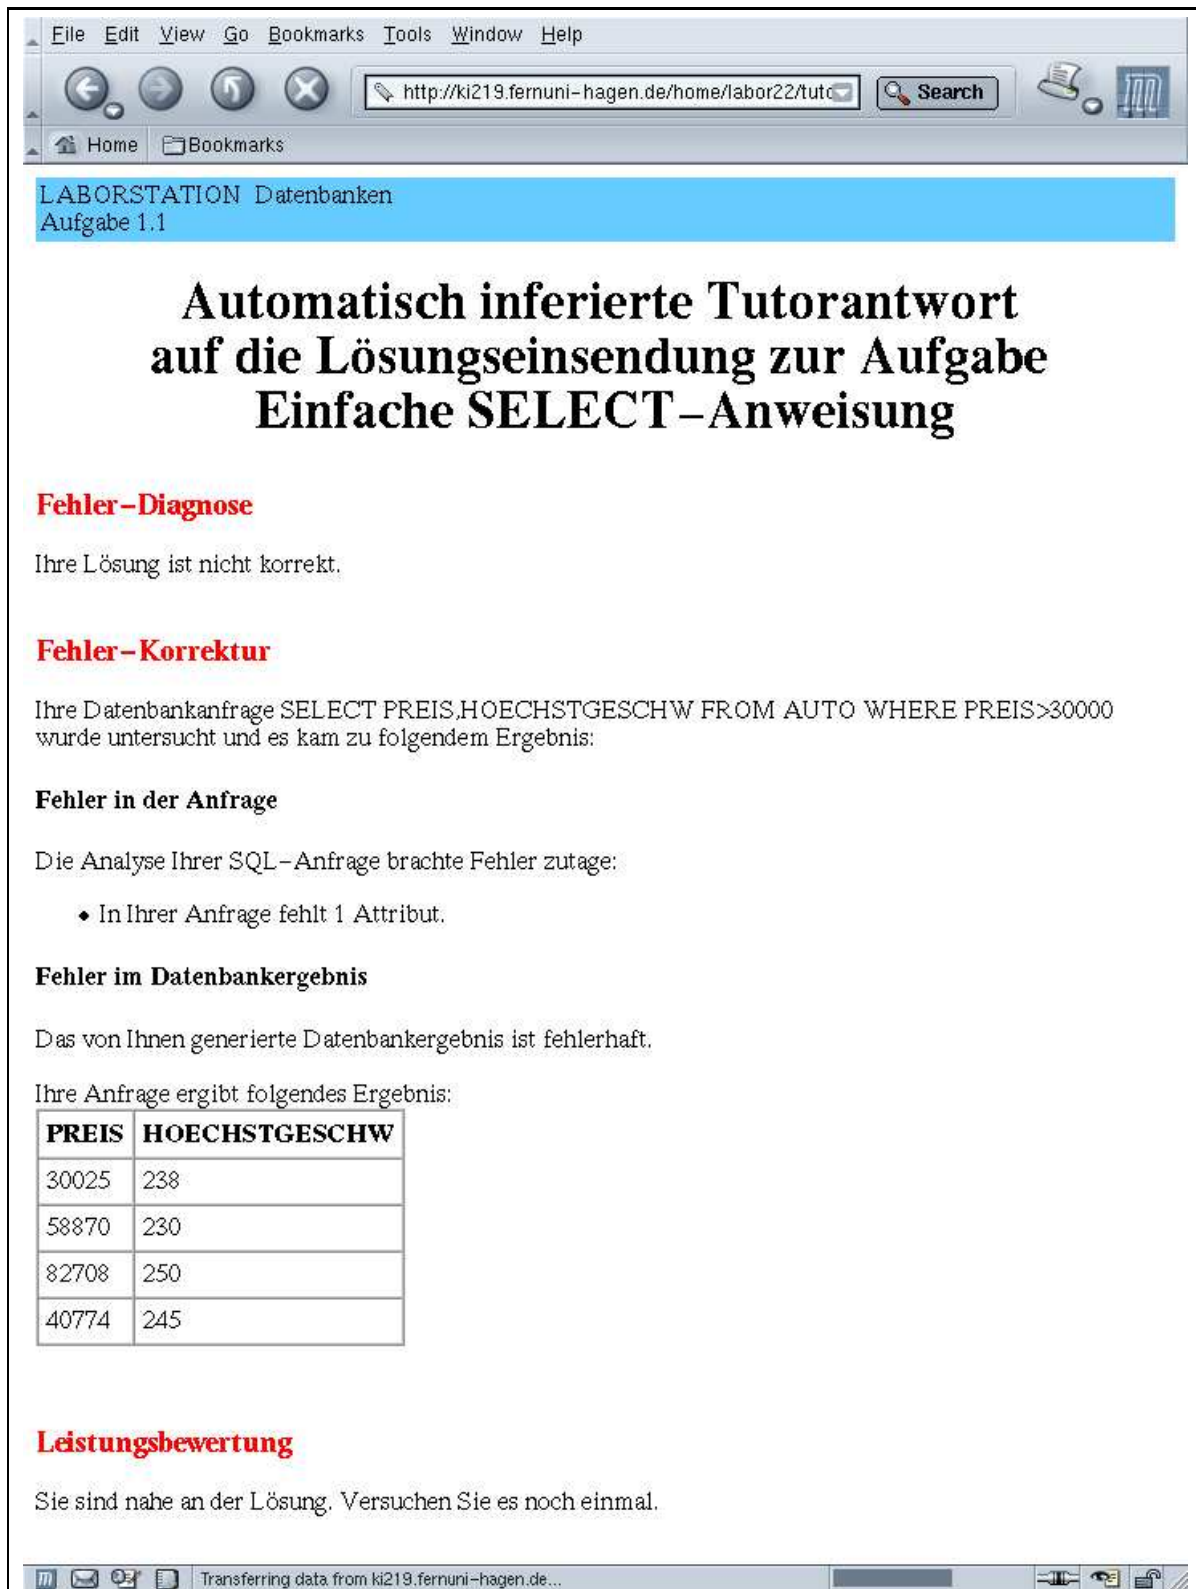 File Edit View Go Bookmarks Tools Window Help
http://ki219.fernuni-hagen.de/home/labor22/tuto
Search
Home Bookmarks
LABORSTATION Datenbanken
Aufgabe 1.1
Automatisch inferierte Tutorantwort
auf die Lösungseinsendung zur Aufgabe
Einfache SELECT-Anweisung
Fehler-Diagnose
Ihre Lösung ist nicht korrekt.
Fehler-Korrektur
Ihre Datenbankanfrage SELECT PREIS,HOECHSTGESCHW FROM AUTO WHERE PREIS>30000
wurde untersucht und es kam zu folgendem Ergebnis:
Fehler in der Anfrage
Die Analyse Ihrer SQL-Anfrage brachte Fehler zutage:
• In Ihrer Anfrage fehlt 1 Attribut.
Fehler im Datenbankergebnis
Das von Ihnen generierte Datenbankergebnis ist fehlerhaft.
Ihre Anfrage ergibt folgendes Ergebnis:
PREIS HOECHSTGESCHW
30025 238
58870 230
82708 250
40774 245
Leistungsbewertung
Sie sind nahe an der Lösung. Versuchen Sie es noch einmal.
Transferring data from ki219.fernuni-hagen.de...